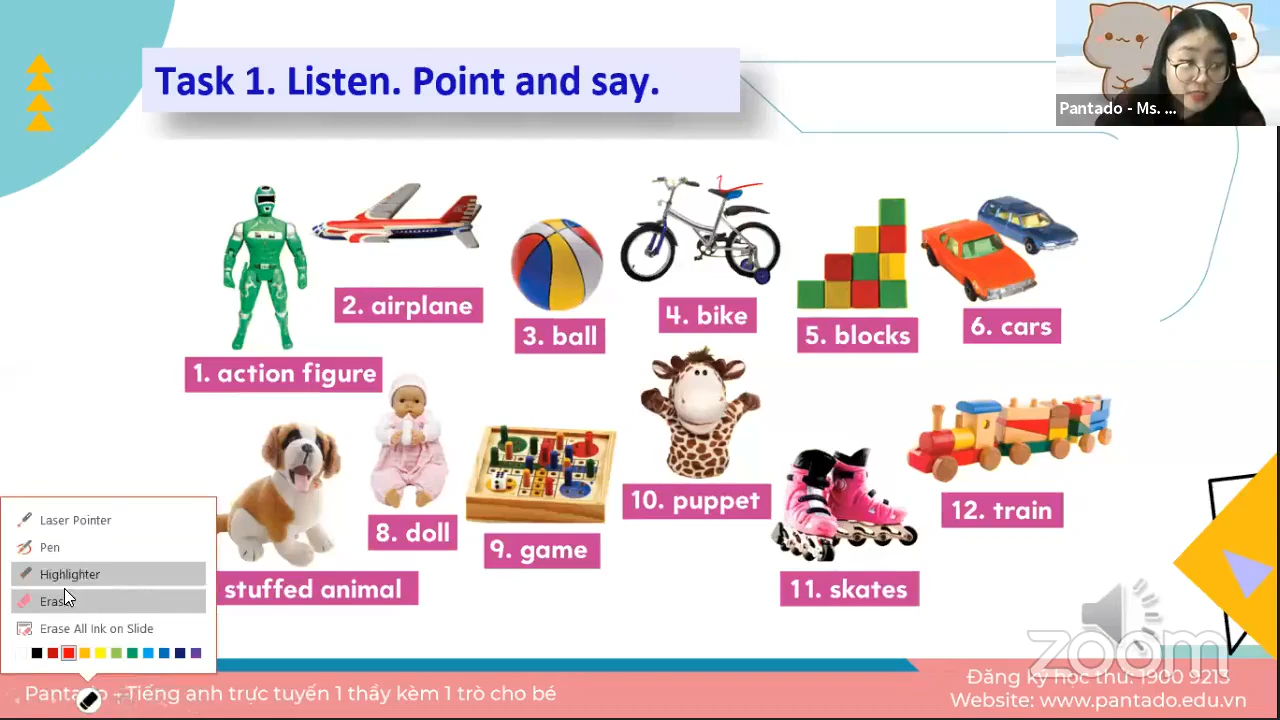 Task 1. Listen. Point and say.
Pantado - Ms. ...
2. airplane
3. ball
4. bike
5. blocks
6. cars
1. action figure
8. doll
9. game
10. puppet
12. train
stuffed animal
11. skates
Laser Pointer
Pen
Highlighter
Erase
Erase All Ink on Slide
zoom
Pantado - Tiếng anh trực tuyến 1 thầy kèm 1 trò cho bé
Đăng ký học thử: 1900 9213
Website: www.pantado.edu.vn